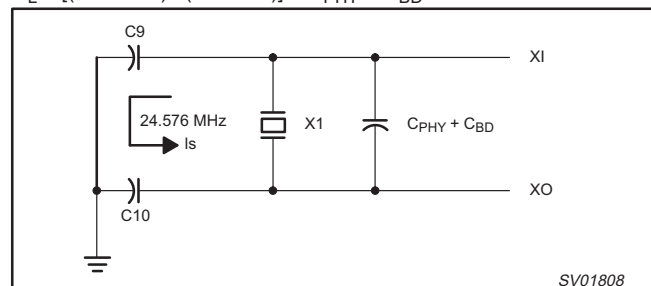 C9
XI
24.576 MHz
X1
CPHY + CBD
Is
XO
C10
SV01808